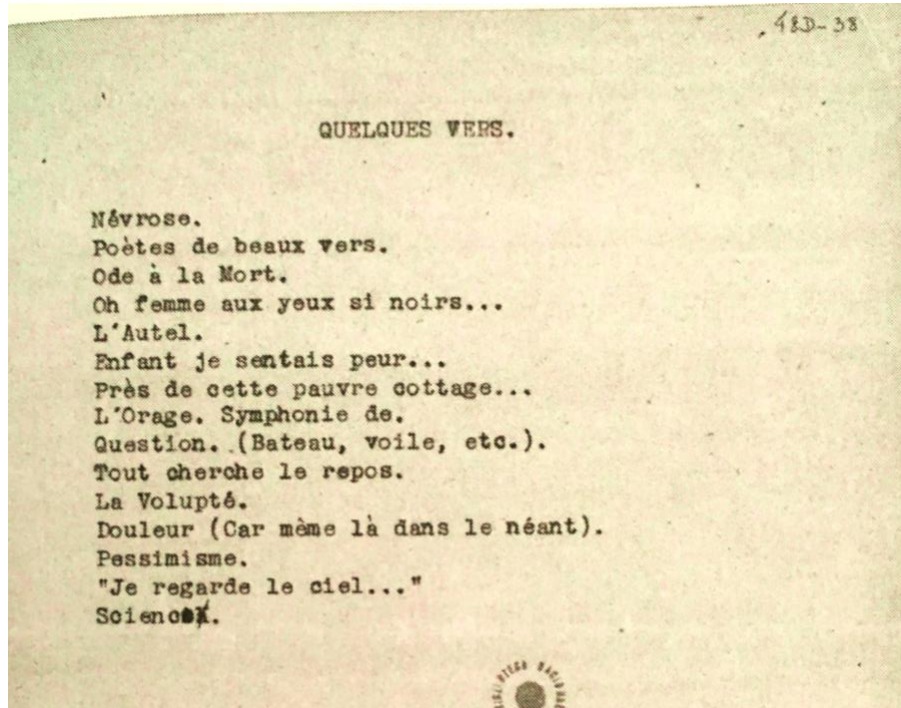 48D-38
QUELQUES VERS.
Névrose.
Poètes de beaux vers.
Ode à la Mort.
Oh femme aux yeux si noirs...
L'Autel.
Enfant je sentais peur...
Près de cette pauvre cottage...
L'Orage. Symphonie de.
Question. (Bateau, voile, etc.).
Tout cherche le repos.
La Volupté.
Douleur (Car mème là dans le néant).
Pessimisme.
"Je regarde le ciel..."
Science.